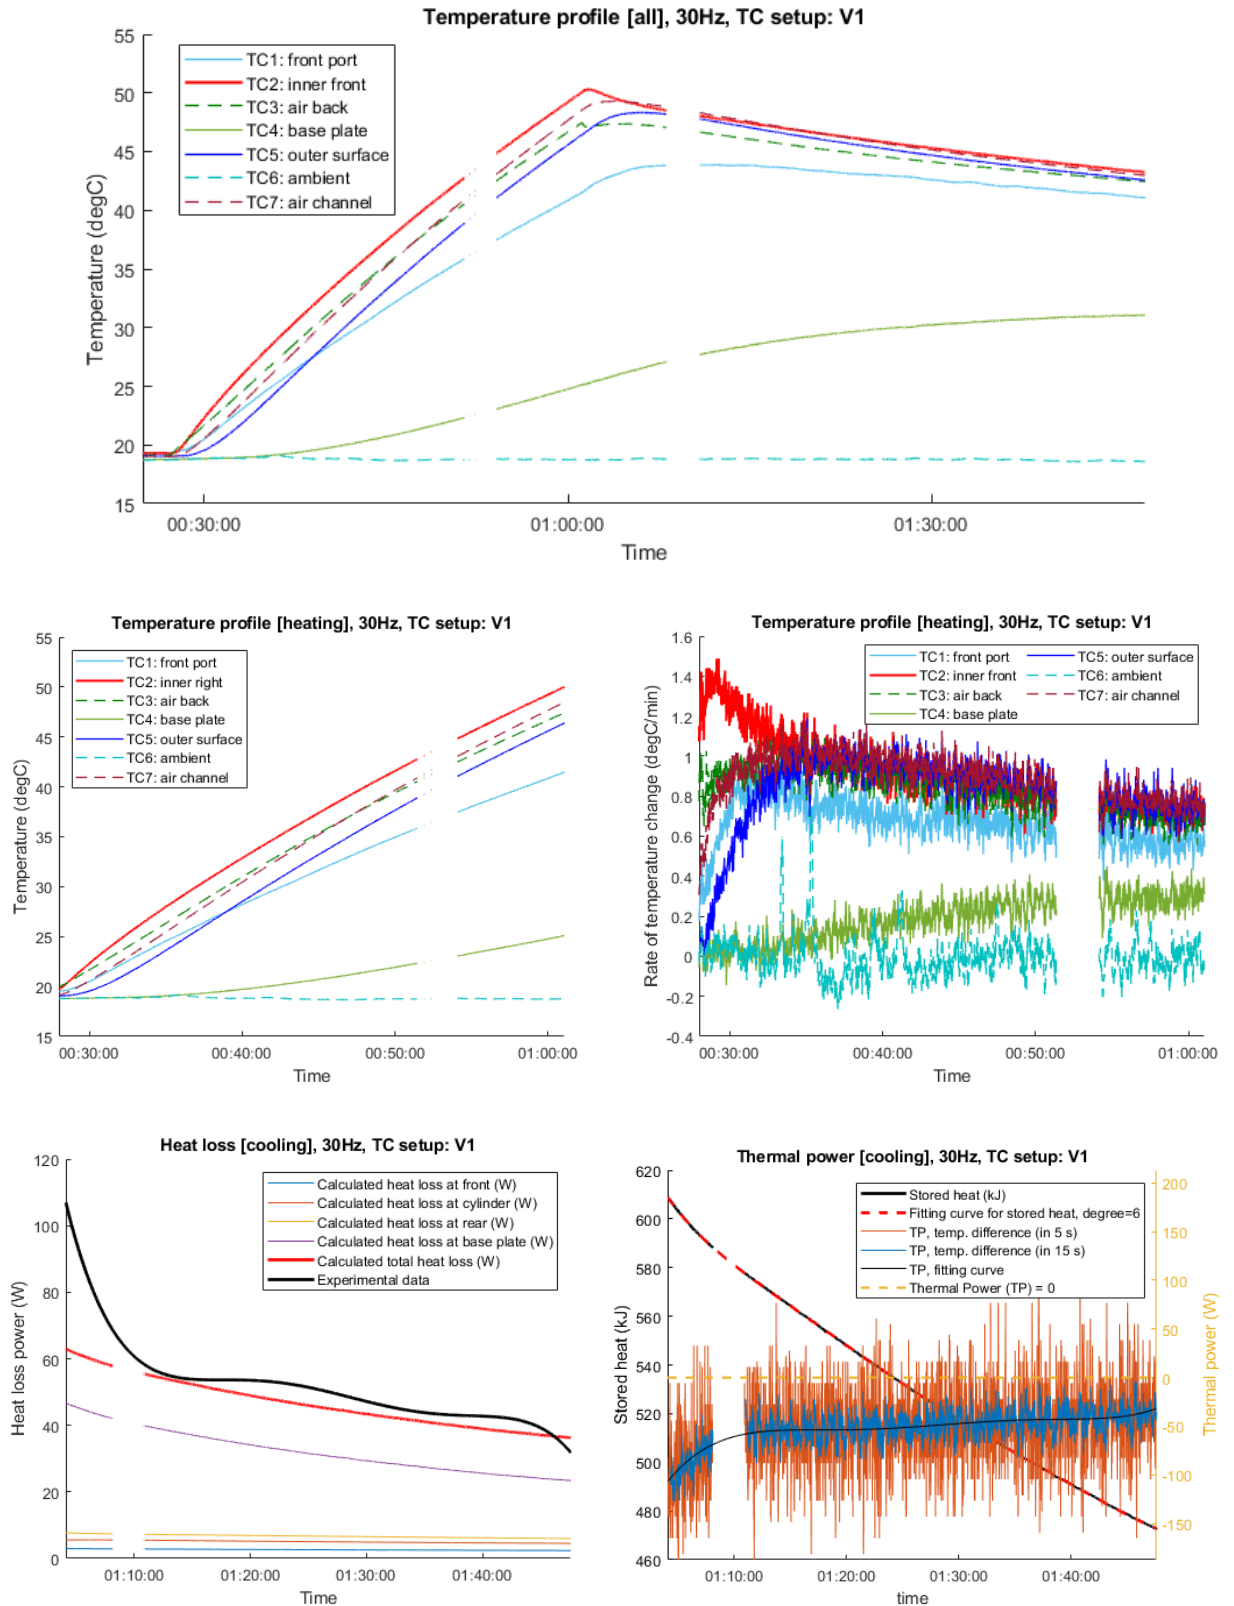 Temperature profile [all], 30Hz, TC setup: V1
55
50
45
40
35
30
25
20
15
Temperature (degC)
TC1: front port
TC2: inner front
TC3: air back
TC4: base plate
TC5: outer surface
TC6: ambient
TC7: air channel
00:30:00
01:00:00
01:30:00
Time
Temperature profile [heating], 30Hz, TC setup: V1
55
50
45
40
35
30
25
20
15
Temperature (degC)
TC1: front port
TC2: inner right
TC3: air back
TC4: base plate
TC5: outer surface
TC6: ambient
TC7: air channel
00:30:00
00:40:00
00:50:00
01:00:00
Time
Temperature profile [heating], 30Hz, TC setup: V1
1.6
1.4
1.2
1
0.8
0.6
0.4
0.2
0
-0.2
-0.4
Rate of temperature change (degC/min)
TC1: front port
TC2: inner front
TC3: air back
TC4: base plate
TC5: outer surface
TC6: ambient
TC7: air channel
00:30:00
00:40:00
00:50:00
01:00:00
Time
Heat loss [cooling], 30Hz, TC setup: V1
120
100
80
60
40
20
0
Heat loss power (W)
Calculated heat loss at front (W)
Calculated heat loss at cylinder (W)
Calculated heat loss at rear (W)
Calculated heat loss at base plate (W)
Calculated total heat loss (W)
Experimental data
01:10:00
01:20:00
01:30:00
01:40:00
Time
Thermal power [cooling], 30Hz, TC setup: V1
620
600
580
560
540
520
500
480
460
Stored heat (kJ)
Stored heat (kJ)
Fitting curve for stored heat, degree=6
TP, temp. difference (in 5 s)
TP, temp. difference (in 15 s)
TP, fitting curve
Thermal Power (TP) = 0
200
150
100
50
0
-50
-100
-150
Thermal power (W)
01:10:00
01:20:00
01:30:00
01:40:00
time